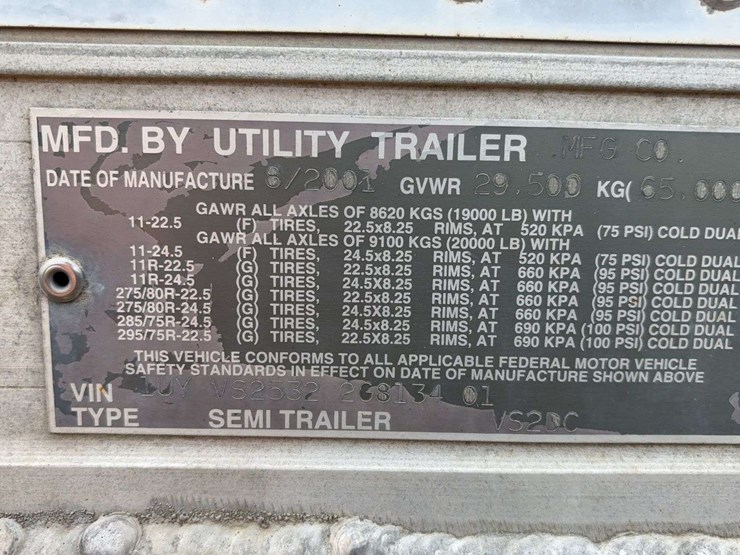 MFD. BY UTILITY TRAILER MFG CO.
DATE OF MANUFACTURE /2001 GVWR 29,500 KG( 65,000
GAWR ALL AXLES OF 8620 KGS (19000 LB) WITH
11-22.5 (F) TIRES, 22.5x8.25 RIMS, AT 520 KPA (75 PSI) COLD DUAL
GAWR ALL AXLES OF 9100 KGS (20000 LB) WITH
11-24.5 (F) TIRES, 24.5x8.25 RIMS, AT 520 KPA (75 PSI) COLD DUAL
11R-22.5 (G) TIRES, 22.5x8.25 RIMS, AT 660 KPA (95 PSI) COLD DUAL
11R-24.5 (G) TIRES, 24.5x8.25 RIMS, AT 660 KPA (95 PSI) COLD DUAL
275/80R-22.5 (G) TIRES, 22.5x8.25 RIMS, AT 660 KPA (95 PSI) COLD DUAL
275/80R-24.5 (G) TIRES, 24.5X8.25 RIMS, AT 660 KPA (95 PSI) COLD DUAL
285/75R-24.5 (G) TIRES, 24.5x8.25 RIMS, AT 690 KPA (100 PSI) COLD DUAL
295/75R-22.5 (G) TIRES, 22.5X8.25 RIMS, AT 690 KPA (100 PSI) COLD DUAL
THIS VEHICLE CONFORMS TO ALL APPLICABLE FEDERAL MOTOR VEHICLE
SAFETY STANDARDS IN EFFECT ON DATE OF MANUFACTURE SHOWN ABOVE
VIN 1UY 01
TYPE SEMI TRAILER VS2DC